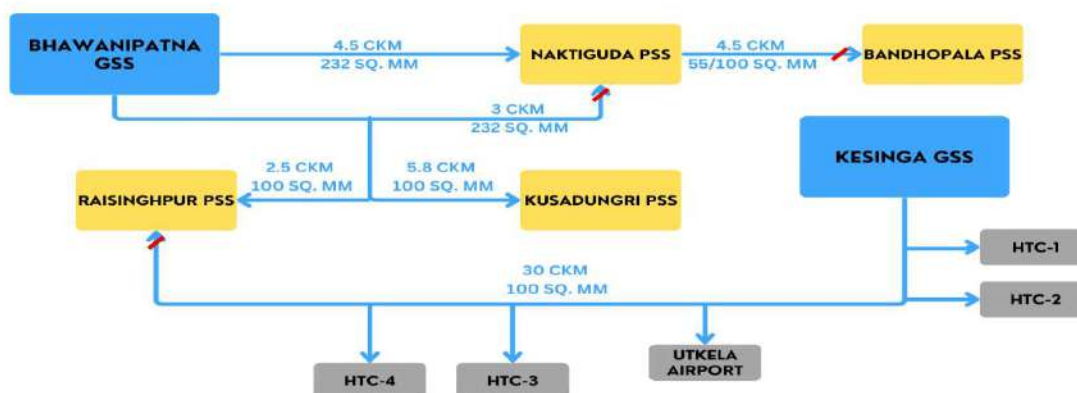 BHAWANIPATNA
GSS
4.5 CKM
232 SQ. MM
NAKTIGUDA PSS
4.5 CKM
55/100 SQ. MM
BANDHOPALA PSS
3 CKM
232 SQ. MM
KESINGA GSS
2.5 CKM
100 SQ. MM
5.8 CKM
100 SQ. MM
RAISINGHPUR PSS
KUSADUNGRI PSS
HTC-1
30 CKM
100 SQ. MM
HTC-2
UTKELA
AIRPORT
HTC-4
HTC-3